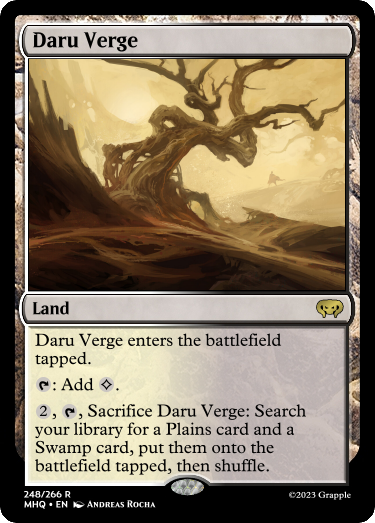 Daru Verge
Land
Daru Verge enters the battlefield
tapped.
: Add .
2, , Sacrifice Daru Verge: Search
your library for a Plains card and a
Swamp card, put them onto the
battlefield tapped, then shuffle.
248/266 R
MHQ • EN Andreas Rocha
©2023 Grapple